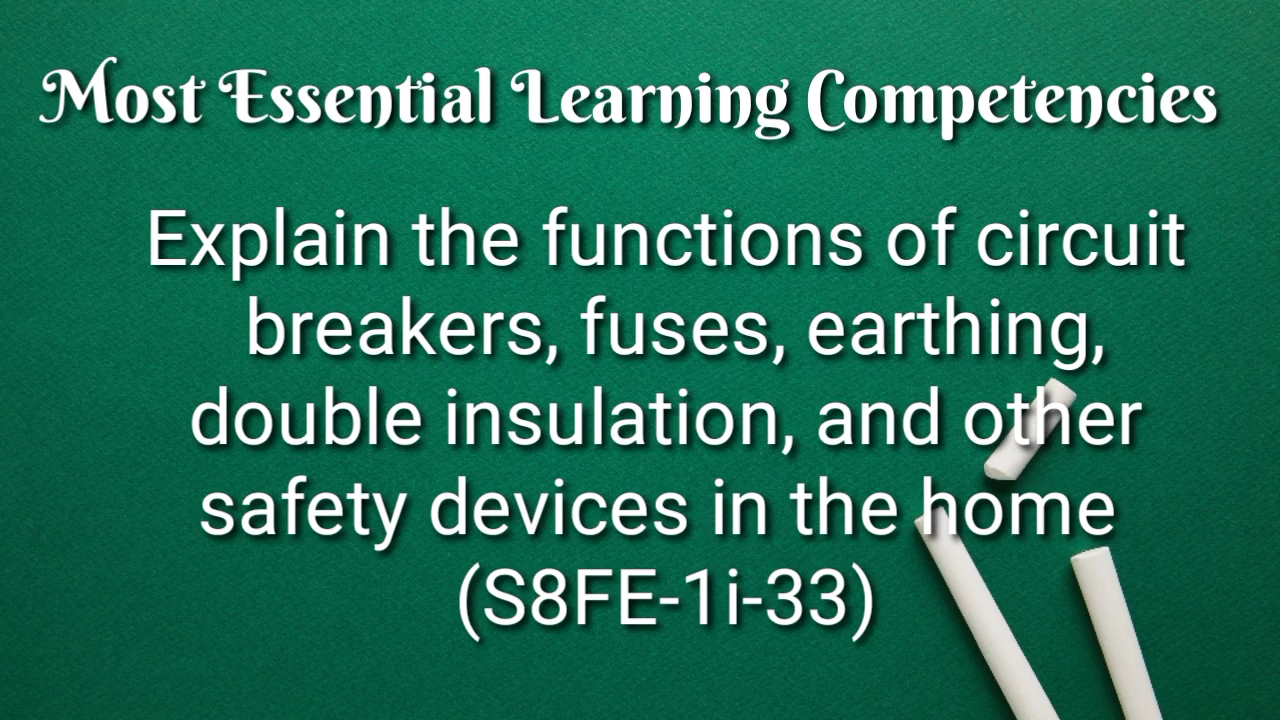 Most Essential Learning Competencies
Explain the functions of circuit
breakers, fuses, earthing,
double insulation, and other
safety devices in the home
(S8FE-1i-33)